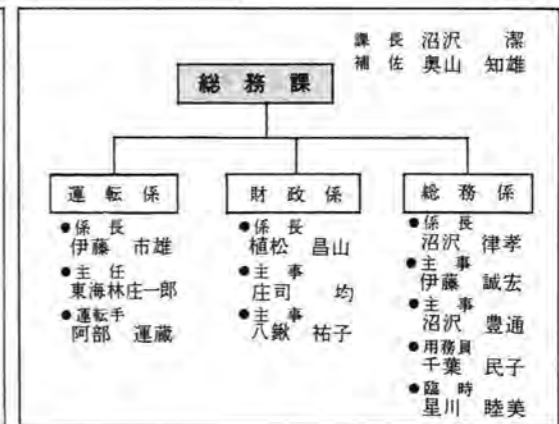 課長 沼沢 潔
補佐 奥山 知雄
総務課
運転係
●係長
伊藤 市雄
●主任
東海林庄一郎
●運転手
阿部 運蔵
財政係
●係長
植松 昌山
●主事
庄司 均
●主事
八鍬 祐子
総務係
●係長
沼沢 律孝
●主事
伊藤 誠宏
●主事
沼沢 豊通
●用務員
千葉 民子
●臨時
星川 睦美